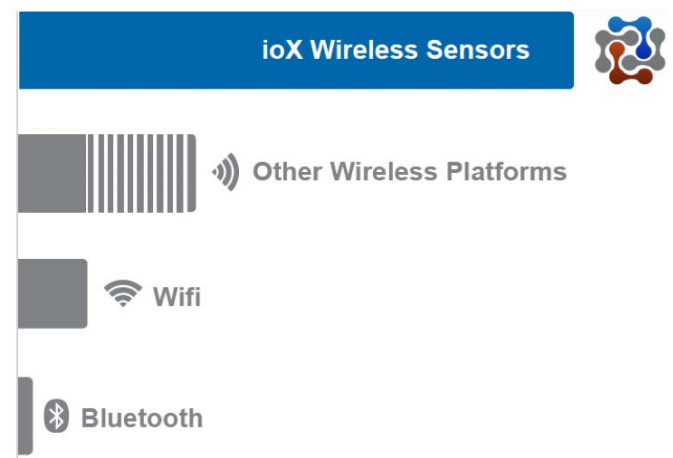 ioX Wireless Sensors
Other Wireless Platforms
Wifi
Bluetooth